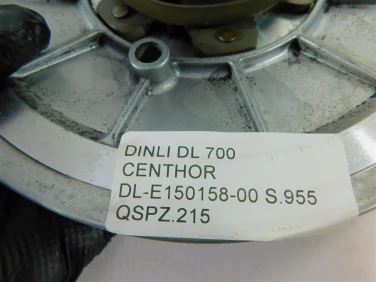 DINLI DL 700
CENTHOR
DL-E150158-00 S.955
QSPZ.215